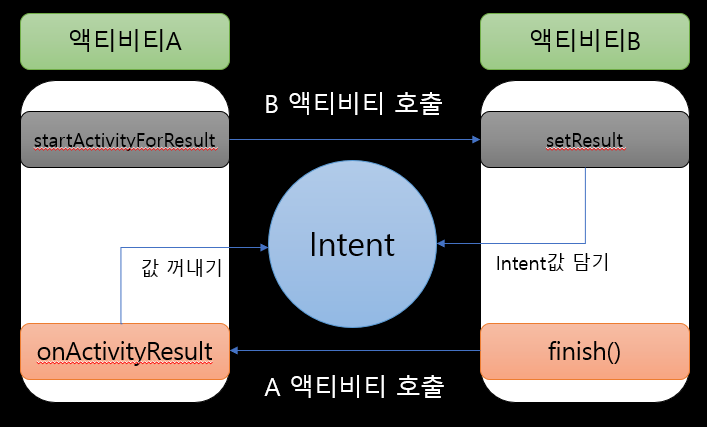 액티비티A
액티비티B
B 액티비티 호출
startActivityForResult
setResult
Intent
값 꺼내기
Intent값 담기
onActivityResult
finish()
A 액티비티 호출